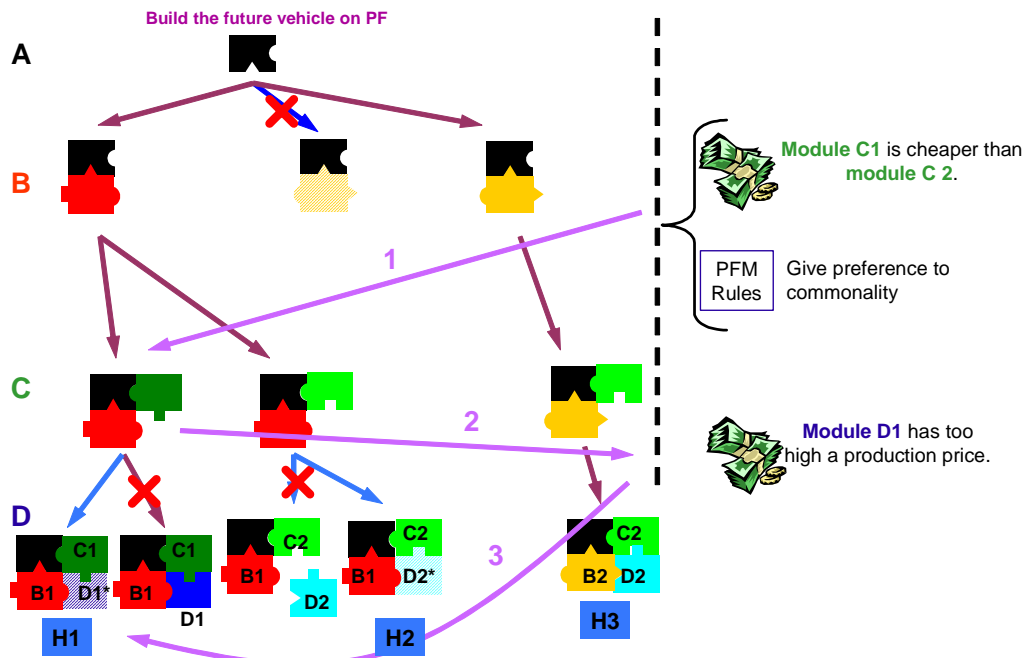 Build the future vehicle on PF
A
B
Module C1 is cheaper than
module C 2.
1
PFM
Rules
Give preference to
commonality
C
2
Module D1 has too
high a production price.
D
3
C1
B1
D1*
C1
B1
D1
C2
B1
D2
C2
B1
D2*
C2
B2
D2
H1
H2
H3